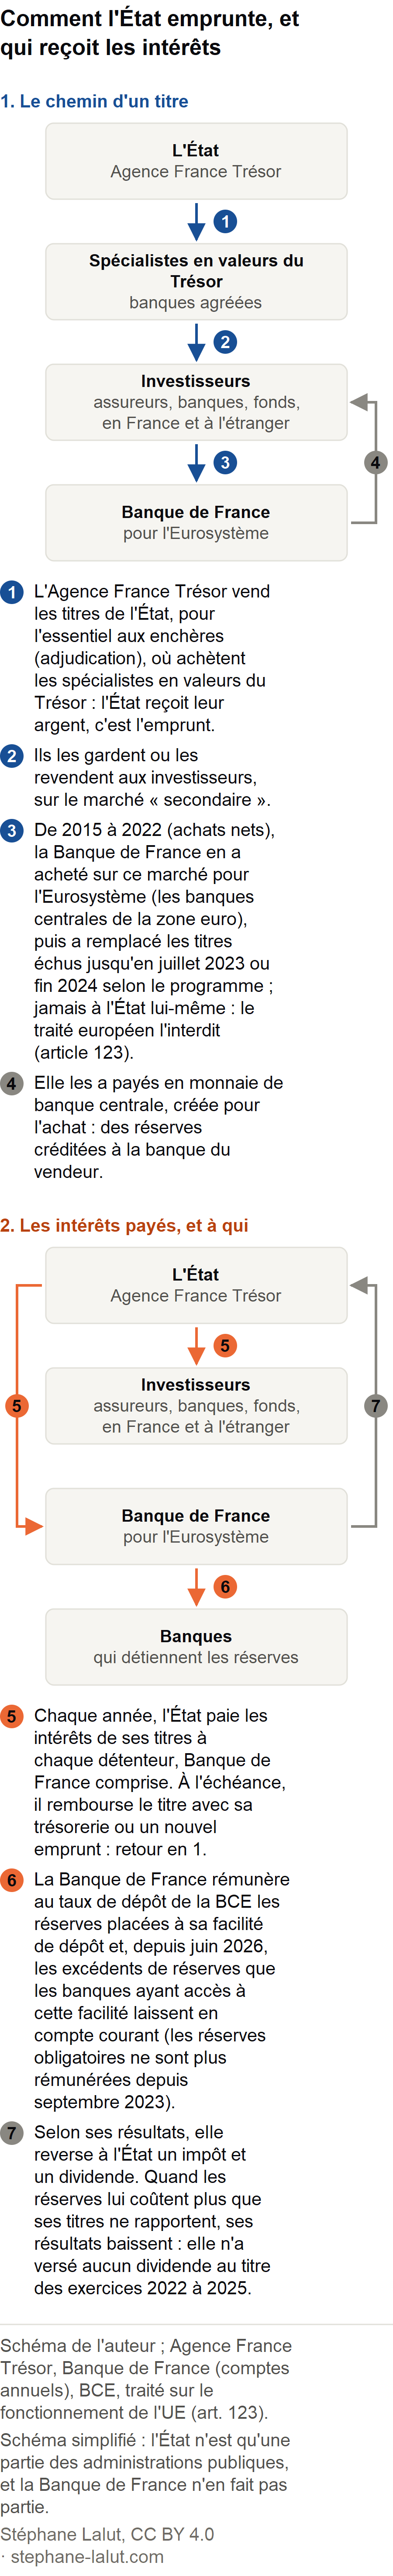 Comment l'État emprunte, et
qui reçoit les intérêts
1. Le chemin d'un titre
L'État
Agence France Trésor
1
Spécialistes en valeurs du
Trésor
banques agréées
2
Investisseurs
assureurs, banques, fonds,
en France et à l'étranger
3
4
Banque de France
pour l'Eurosystème
1 L'Agence France Trésor vend
les titres de l'État, pour
l'essentiel aux enchères
(adjudication), où achètent
les spécialistes en valeurs du
Trésor : l'État reçoit leur
argent, c'est l'emprunt.
2 Ils les gardent ou les
revendent aux investisseurs,
sur le marché « secondaire ».
3 De 2015 à 2022 (achats nets),
la Banque de France en a
acheté sur ce marché pour
l'Eurosystème (les banques
centrales de la zone euro),
puis a remplacé les titres
échus jusqu'en juillet 2023 ou
fin 2024 selon le programme ;
jamais à l'État lui-même : le
traité européen l'interdit
(article 123).
4 Elle les a payés en monnaie de
banque centrale, créée pour
l'achat : des réserves
créditées à la banque du
vendeur.
2. Les intérêts payés, et à qui
L'État
Agence France Trésor
5
Investisseurs
assureurs, banques, fonds,
en France et à l'étranger
5
7
Banque de France
pour l'Eurosystème
6
Banques
qui détiennent les réserves
5 Chaque année, l'État paie les
intérêts de ses titres à
chaque détenteur, Banque de
France comprise. À l'échéance,
il rembourse le titre avec sa
trésorerie ou un nouvel
emprunt : retour en 1.
6 La Banque de France rémunère
au taux de dépôt de la BCE les
réserves placées à sa facilité
de dépôt et, depuis juin 2026,
les excédents de réserves que
les banques ayant accès à
cette facilité laissent en
compte courant (les réserves
obligatoires ne sont plus
rémunérées depuis
septembre 2023).
7 Selon ses résultats, elle
reverse à l'État un impôt et
un dividende. Quand les
réserves lui coûtent plus que
ses titres ne rapportent, ses
résultats baissent : elle n'a
versé aucun dividende au titre
des exercices 2022 à 2025.
Schéma de l'auteur ; Agence France
Trésor, Banque de France (comptes
annuels), BCE, traité sur le
fonctionnement de l'UE (art. 123).
Schéma simplifié : l'État n'est qu'une
partie des administrations publiques,
et la Banque de France n'en fait pas
partie.
Stéphane Lalut, CC BY 4.0
· stephane-lalut.com